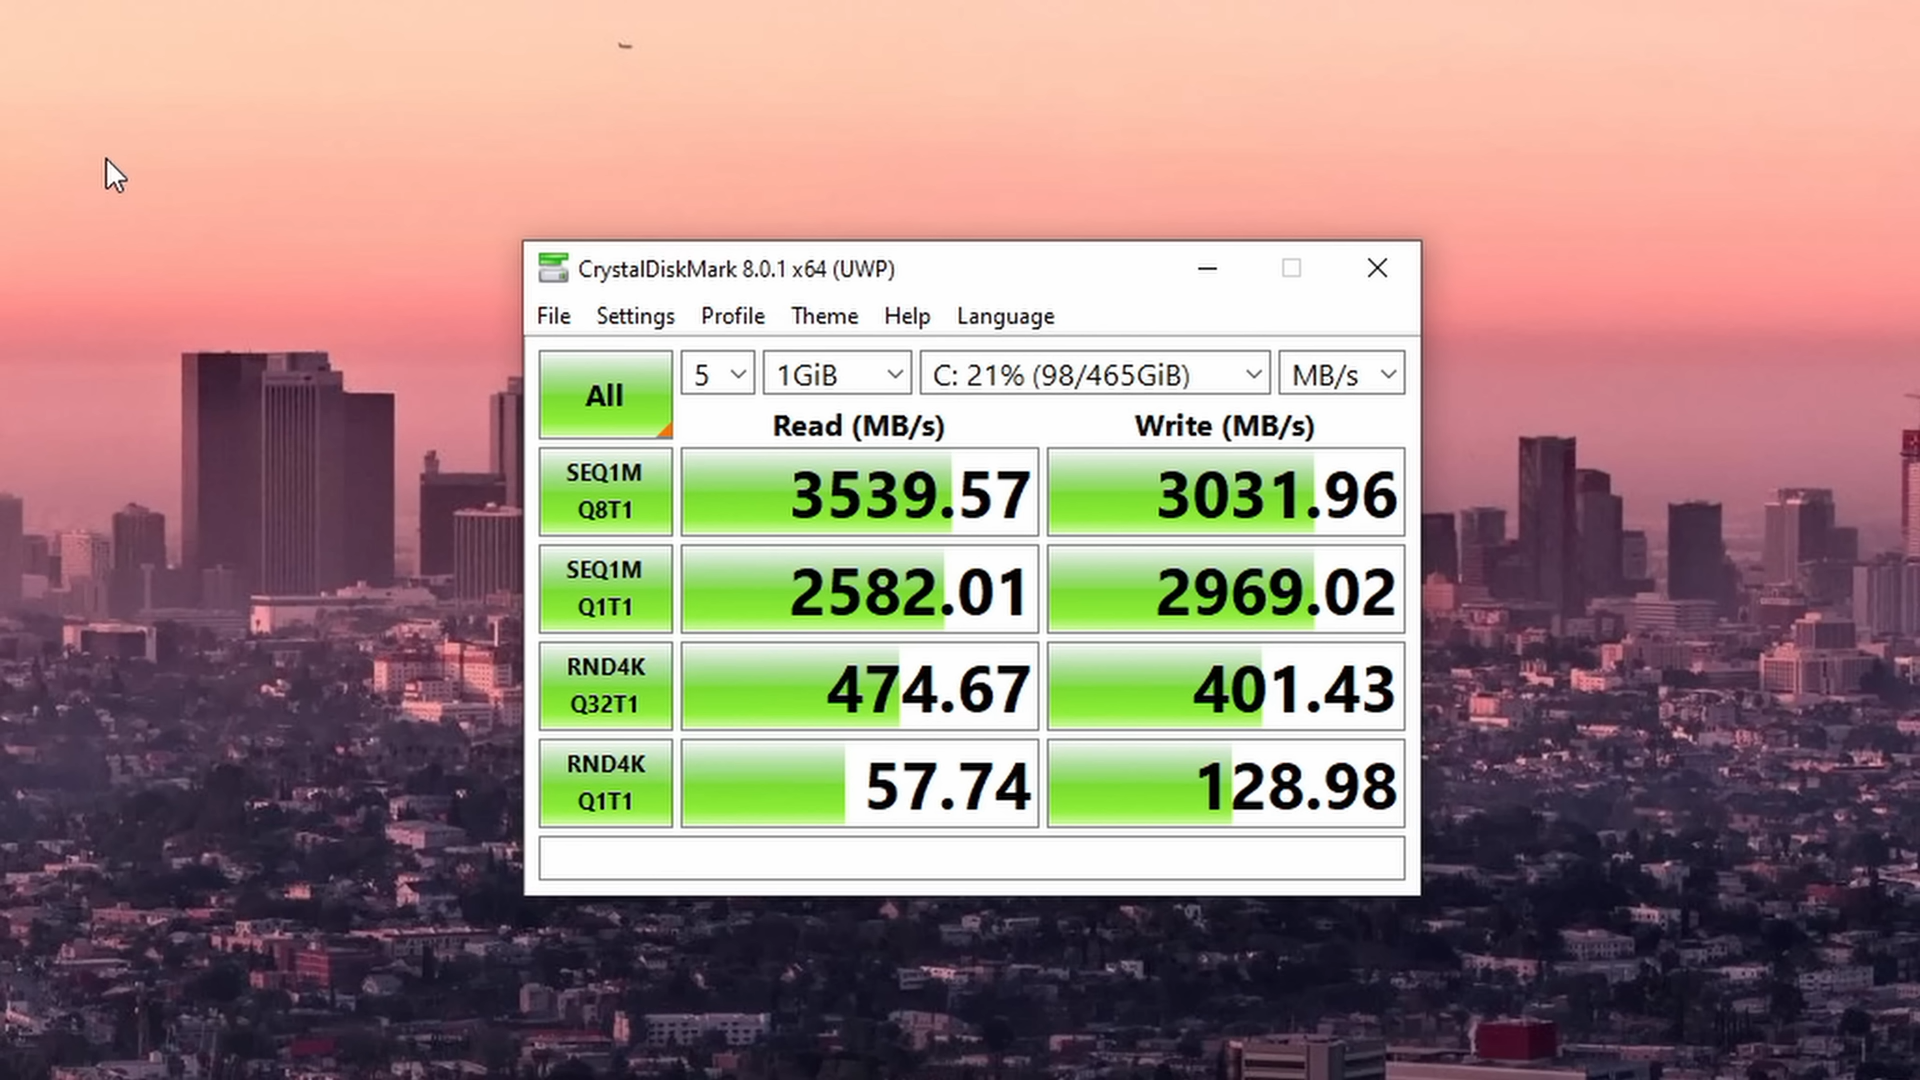 CrystalDiskMark 8.0.1 x64 (UWP)
File Settings Profile Theme Help Language
All 5 1GiB C: 21% (98/465GiB) MB/s
Read (MB/s) Write (MB/s)
SEQ1M
Q8T1
3539.57 3031.96
SEQ1M
Q1T1
2582.01 2969.02
RND4K
Q32T1
474.67 401.43
RND4K
Q1T1
57.74 128.98